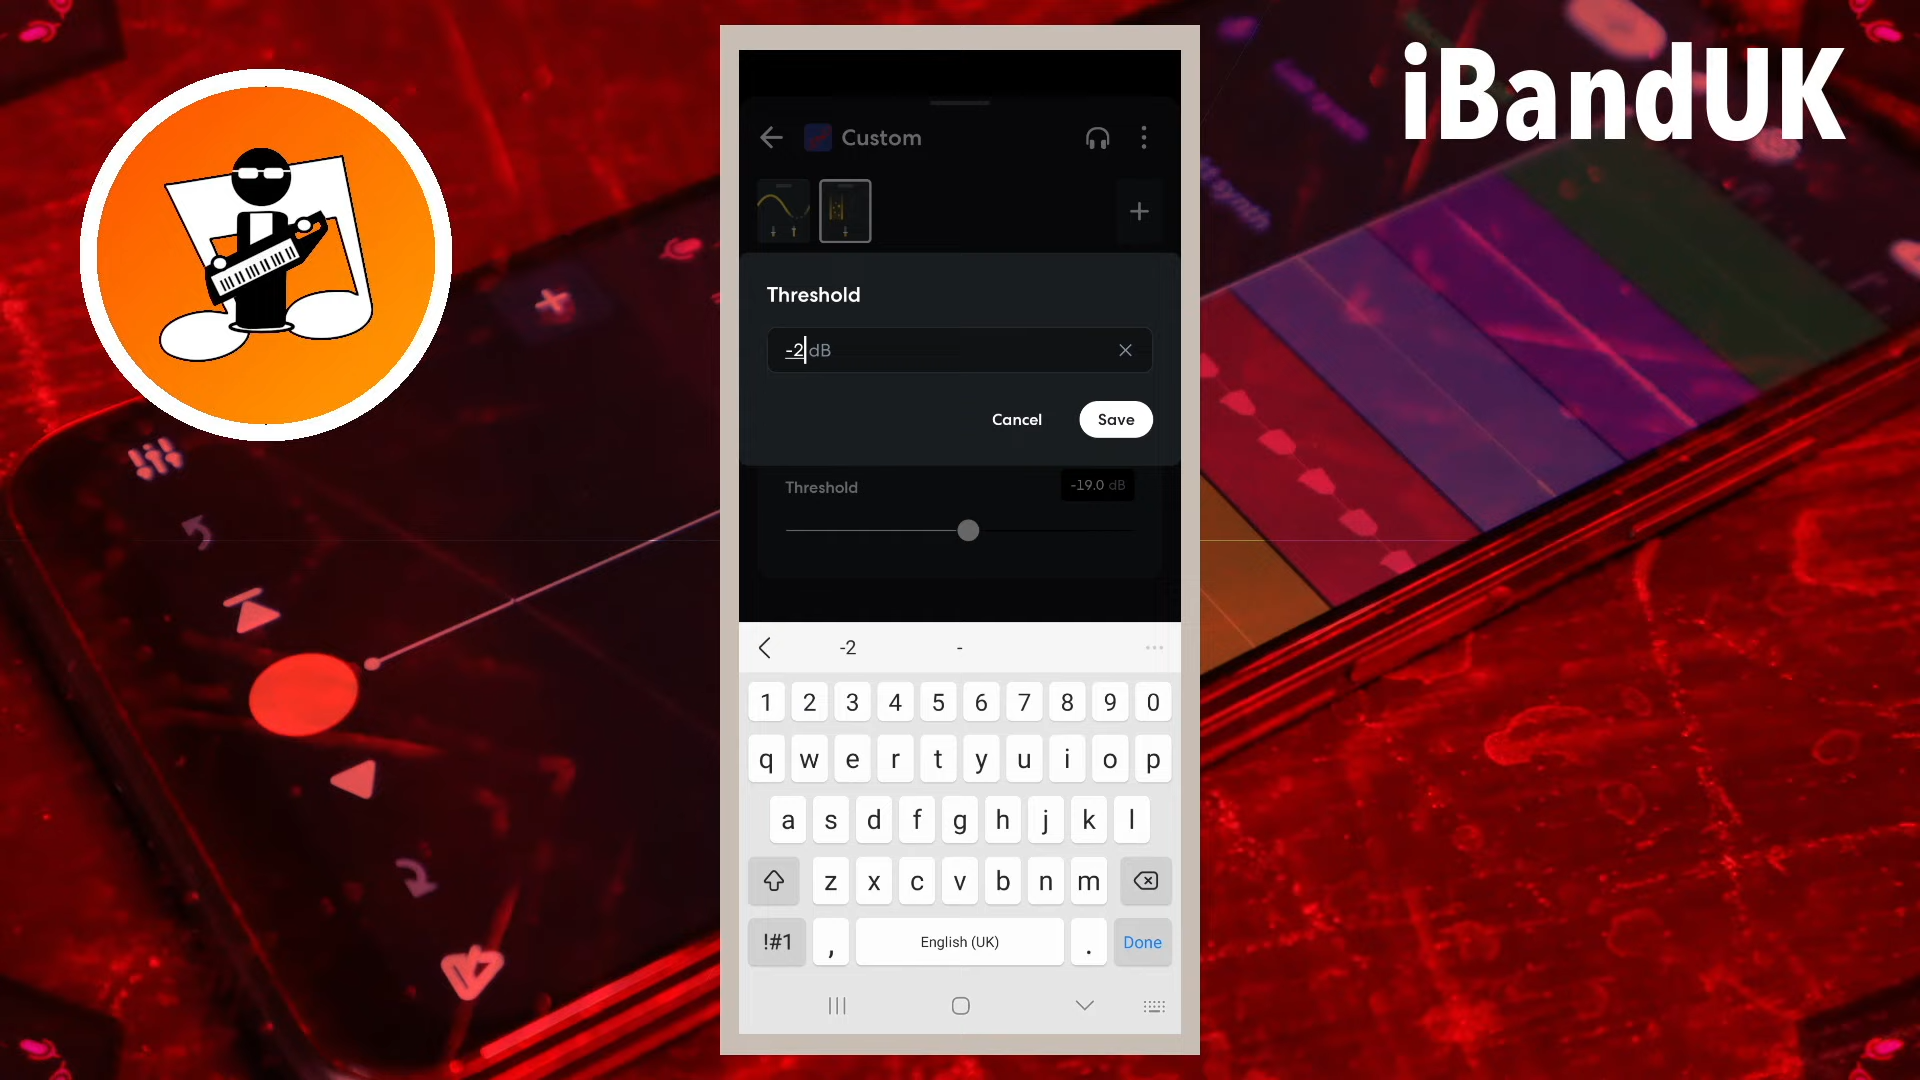 iBandUK
Custom
Threshold
-2 dB
Cancel
Save
Threshold
-19.0 dB
-2
-
1 2 3 4 5 6 7 8 9 0
q w e r t y u i o p
a s d f g h j k l
z x c v b n m
!#1 , English (UK) . Done